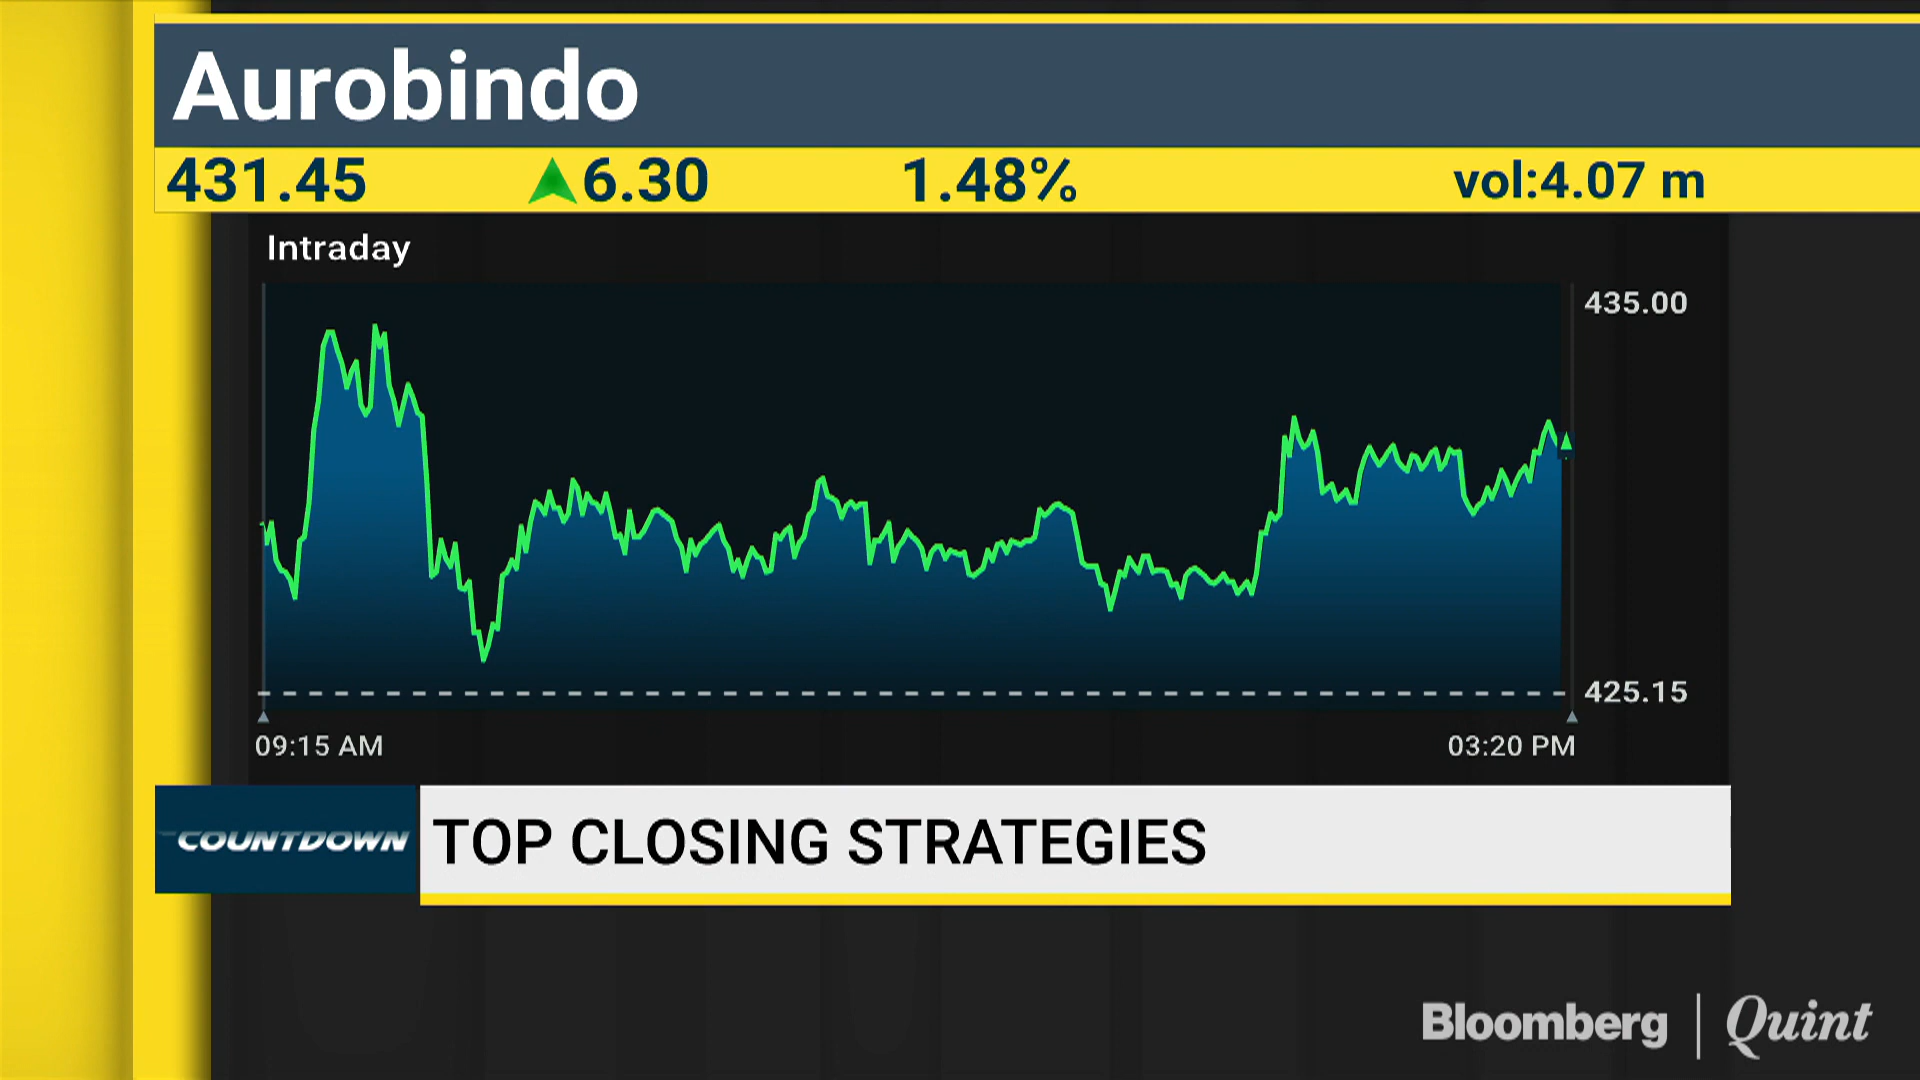 Aurobindo
431.45 6.30 1.48% vol:4.07 m
Intraday
435.00
425.15
09:15 AM 03:20 PM
COUNTDOWN TOP CLOSING STRATEGIES
Bloomberg | Quint